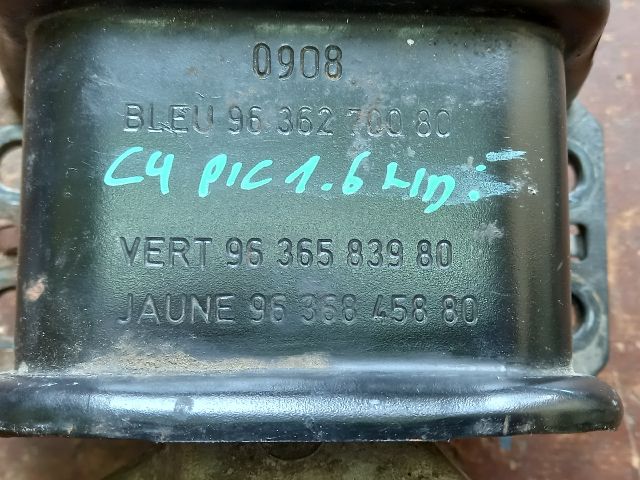 0908
BLEU 96 362 700 80
C4 PIC 1.6 HDI
VERT 96 365 839 80
JAUNE 96 368 458 80